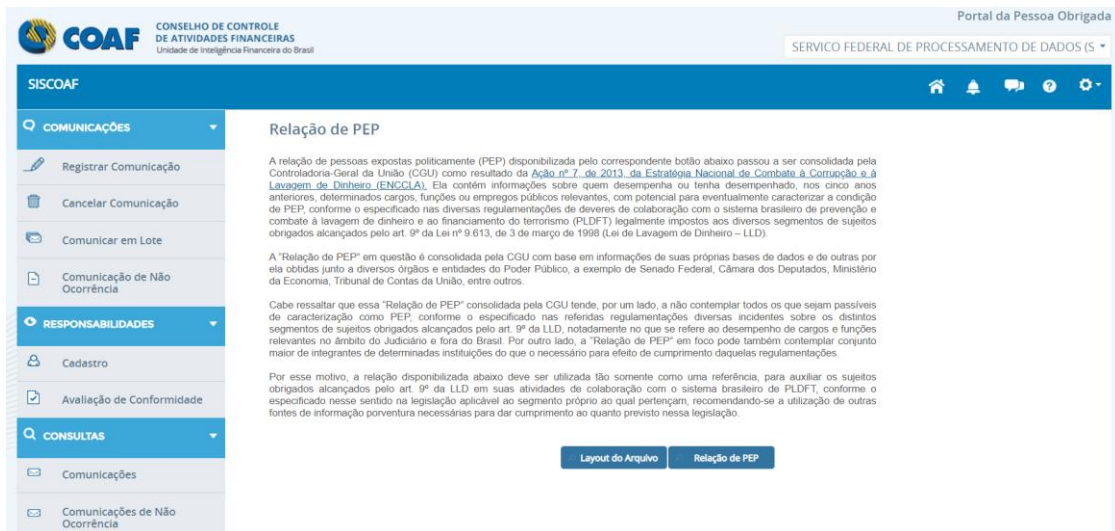 COAF
CONSELHO DE CONTROLE
DE ATIVIDADES FINANCEIRAS
Unidade de Inteligência Financeira do Brasil
Portal da Pessoa Obrigada
SERVICO FEDERAL DE PROCESSAMENTO DE DADOS (S
SISCOAF
COMUNICAÇÕES
Registrar Comunicação
Cancelar Comunicação
Comunicar em Lote
Comunicação de Não
Ocorrência
RESPONSABILIDADES
Cadastro
Avaliação de Conformidade
CONSULTAS
Comunicações
Comunicações de Não
Ocorrência
Relação de PEP
A relação de pessoas expostas politicamente (PEP) disponibilizada pelo correspondente botão abaixo passou a ser consolidada pela
Controladoria-Geral da União (CGU) como resultado da Ação nº 7, de 2013, da Estratégia Nacional de Combate à Corrupção e à
Lavagem de Dinheiro (ENCCLA). Ela contém informações sobre quem desempenha ou tenha desempenhado, nos cinco anos
anteriores, determinados cargos, funções ou empregos públicos relevantes, com potencial para eventualmente caracterizar a condição
de PEP, conforme o especificado nas diversas regulamentações de deveres de colaboração com o sistema brasileiro de prevenção e
combate à lavagem de dinheiro e ao financiamento do terrorismo (PLDFT) legalmente impostos aos diversos segmentos de sujeitos
obrigados alcançados pelo art. 9º da Lei nº 9.613, de 3 de março de 1998 (Lei de Lavagem de Dinheiro – LLD).
A "Relação de PEP" em questão é consolidada pela CGU com base em informações de suas próprias bases de dados e de outras por
ela obtidas junto a diversos órgãos e entidades do Poder Público, a exemplo de Senado Federal, Câmara dos Deputados, Ministério
da Economia, Tribunal de Contas da União, entre outros.
Cabe ressaltar que essa "Relação de PEP" consolidada pela CGU tende, por um lado, a não contemplar todos os que sejam passíveis
de caracterização como PEP, conforme o especificado nas referidas regulamentações diversas incidentes sobre os distintos
segmentos de sujeitos obrigados alcançados pelo art. 9º da LLD, notadamente no que se refere ao desempenho de cargos e funções
relevantes no âmbito do Judiciário e fora do Brasil. Por outro lado, a "Relação de PEP" em foco pode também contemplar conjunto
maior de integrantes de determinadas instituições do que o necessário para efeito de cumprimento daquelas regulamentações.
Por esse motivo, a relação disponibilizada abaixo deve ser utilizada tão somente como uma referência, para auxiliar os sujeitos
obrigados alcançados pelo art. 9º da LLD em suas atividades de colaboração com o sistema brasileiro de PLDFT, conforme o
especificado nesse sentido na legislação aplicável ao segmento próprio ao qual pertençam, recomendando-se a utilização de outras
fontes de informação porventura necessárias para dar cumprimento ao quanto previsto nessa legislação.
Layout do Arquivo
Relação de PEP